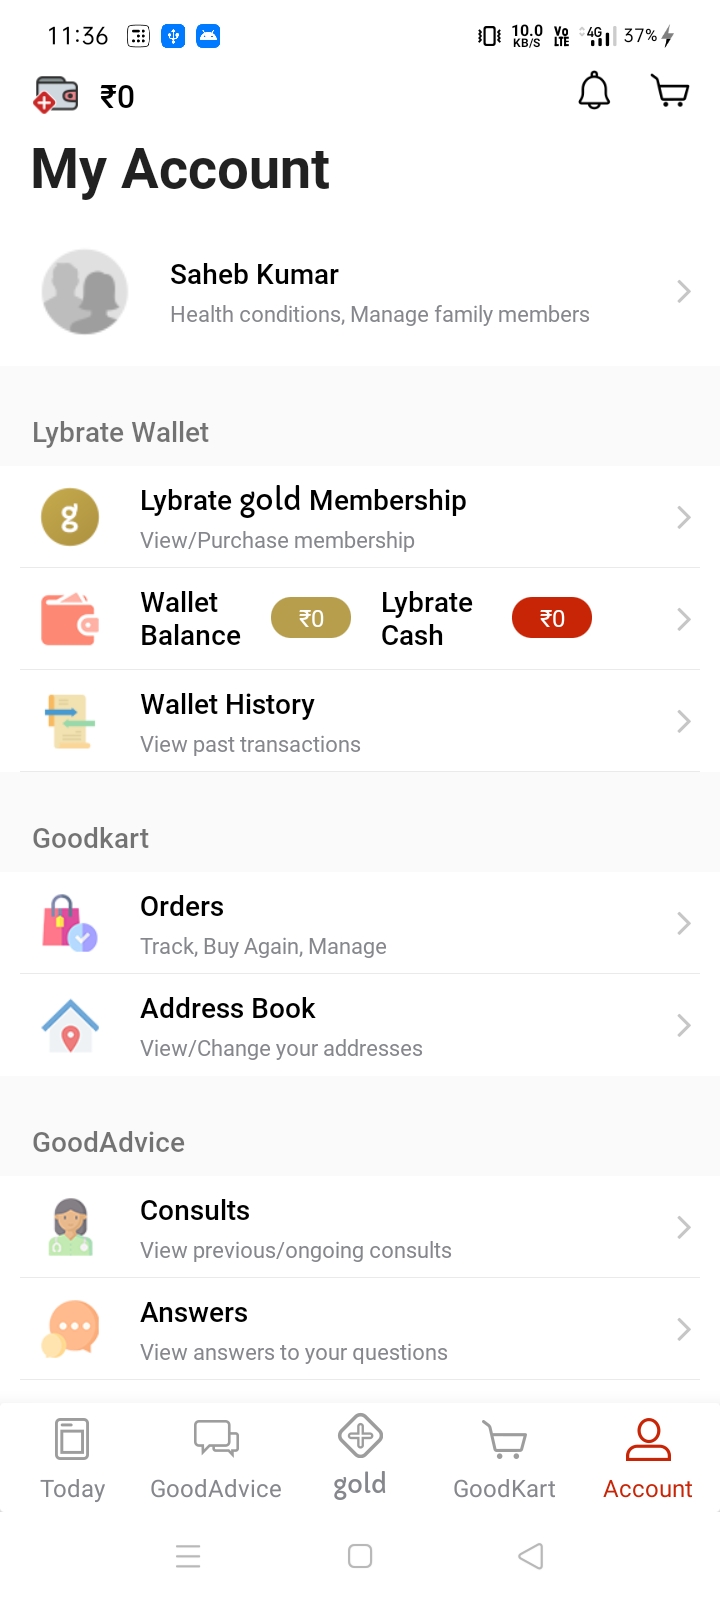 11:36 10.0 KB/S Vo LTE 4G 37%
₹0
My Account
Saheb Kumar
Health conditions, Manage family members
Lybrate Wallet
g
Lybrate gold Membership
View/Purchase membership
Wallet Balance ₹0 Lybrate Cash ₹0
Wallet History
View past transactions
Goodkart
Orders
Track, Buy Again, Manage
Address Book
View/Change your addresses
GoodAdvice
Consults
View previous/ongoing consults
Answers
View answers to your questions
Today GoodAdvice gold GoodKart Account